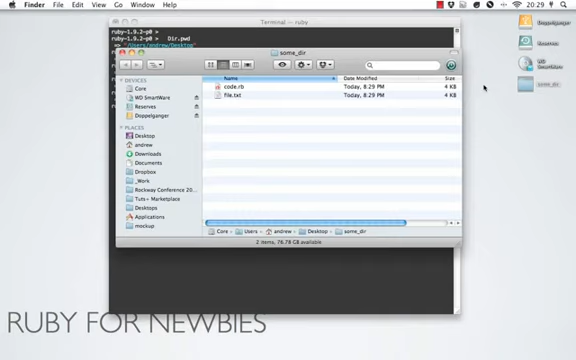 Finder File Edit View Go Window Help 20:29
Terminal — ruby
ruby-1.9.2-p0 > Dir.pwd
=> "/Users/andrew/Desktop"
ruby-1.9.2-p0 >
some_dir
Name Date Modified Size
code.rb Today, 8:29 PM 4 KB
file.txt Today, 8:29 PM 4 KB
DEVICES
Core
WD SmartWare
Reserves
Doppelganger
PLACES
Desktop
andrew
Downloads
Documents
Dropbox
_Work
Rockway Conference 20...
Tuts+ Marketplace
Desktops
Applications
mockup
Core Users andrew Desktop some_dir
2 items, 76.78 GB available
Doppelganger
Reserves
WD
SmartWare
some_dir
RUBY FOR NEWBIES